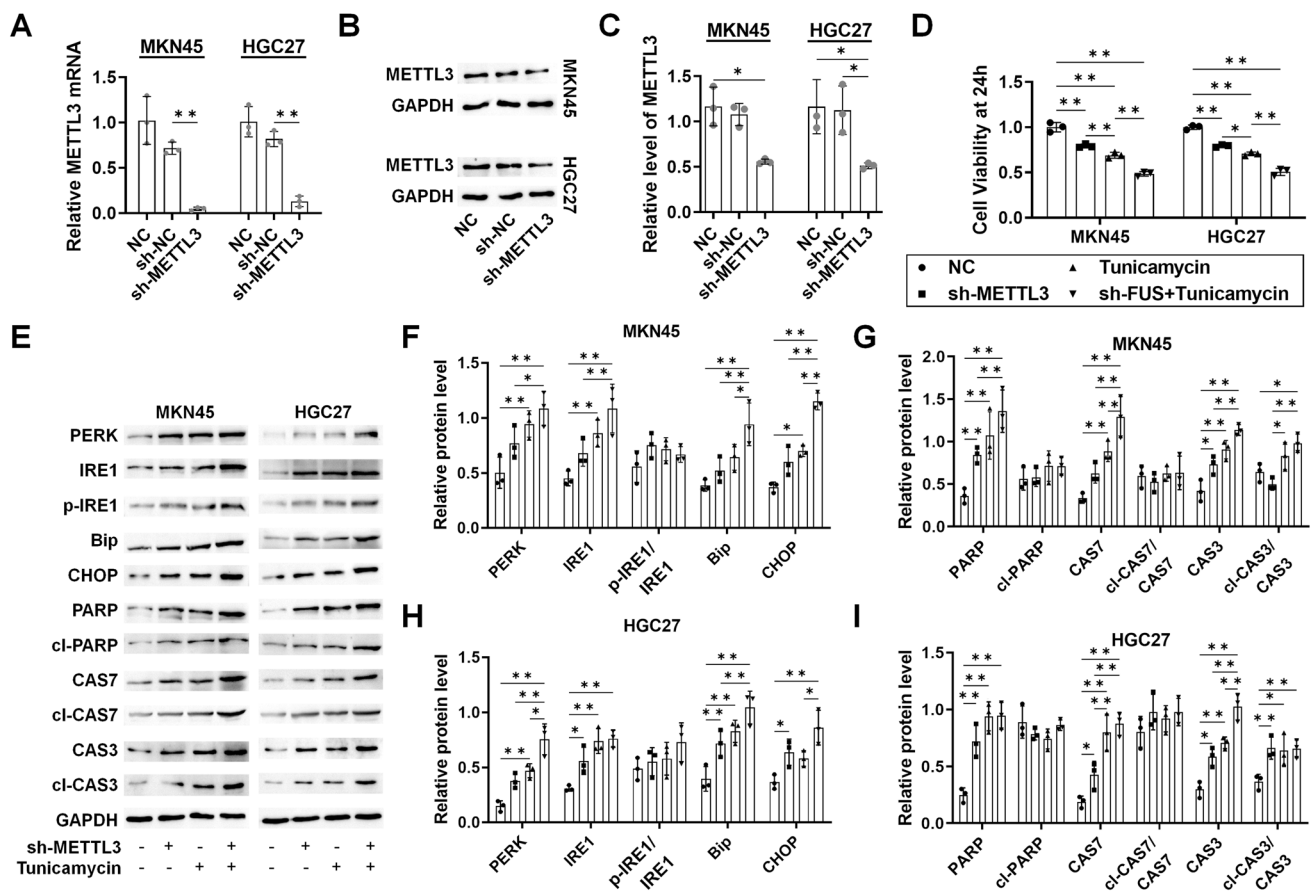 A
MKN45 HGC27
Relative METTL3 mRNA
1.5
1.0
0.5
0.0
** **
NC
sh-NC
sh-METTL3
NC
sh-NC
sh-METTL3
B
METTL3
GAPDH
MKN45
METTL3
GAPDH
HGC27
NC
sh-NC
sh-METTL3
C
MKN45 HGC27
Relative level of METTL3
1.5
1.0
0.5
0.0
* * *
NC
sh-NC
sh-METTL3
NC
sh-NC
sh-METTL3
D
Cell Viability at 24h
1.5
1.0
0.5
0.0
** ** ** ** **
** ** ** * **
MKN45 HGC27
NC Tunicamycin
sh-METTL3 sh-FUS+Tunicamycin
E
MKN45 HGC27
PERK
IRE1
p-IRE1
Bip
CHOP
PARP
cl-PARP
CAS7
cl-CAS7
CAS3
cl-CAS3
GAPDH
sh-METTL3 - + - + - + - +
Tunicamycin - - + + - - + +
F
MKN45
Relative protein level
1.5
1.0
0.5
0.0
** * **
** ** **
** ** *
** ** ** *
PERK
IRE1
p-IRE1/
IRE1
Bip
CHOP
G
MKN45
Relative protein level
2.0
1.5
1.0
0.5
0.0
** ** ** **
** ** ** **
** ** ** *
* *
PARP
cl-PARP
CAS7
cl-CAS7/
CAS7
CAS3
cl-CAS3/
CAS3
H
HGC27
Relative protein level
1.5
1.0
0.5
0.0
** ** * **
** ** *
** ** ** **
** * *
PERK
IRE1
p-IRE1/
IRE1
Bip
CHOP
I
HGC27
Relative protein level
1.5
1.0
0.5
0.0
** ** **
** ** ** ** *
** ** ** *
** * **
PARP
cl-PARP
CAS7
cl-CAS7/
CAS7
CAS3
cl-CAS3/
CAS3